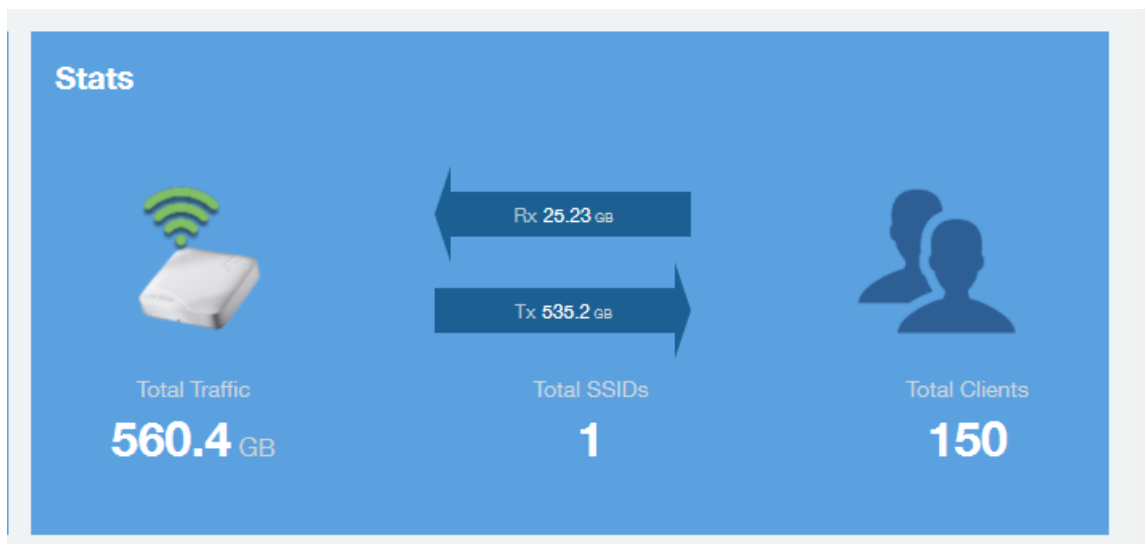 Stats
Rx 25.23 GB
Tx 535.2 GB
Total Traffic
560.4 GB
Total SSIDs
1
Total Clients
150